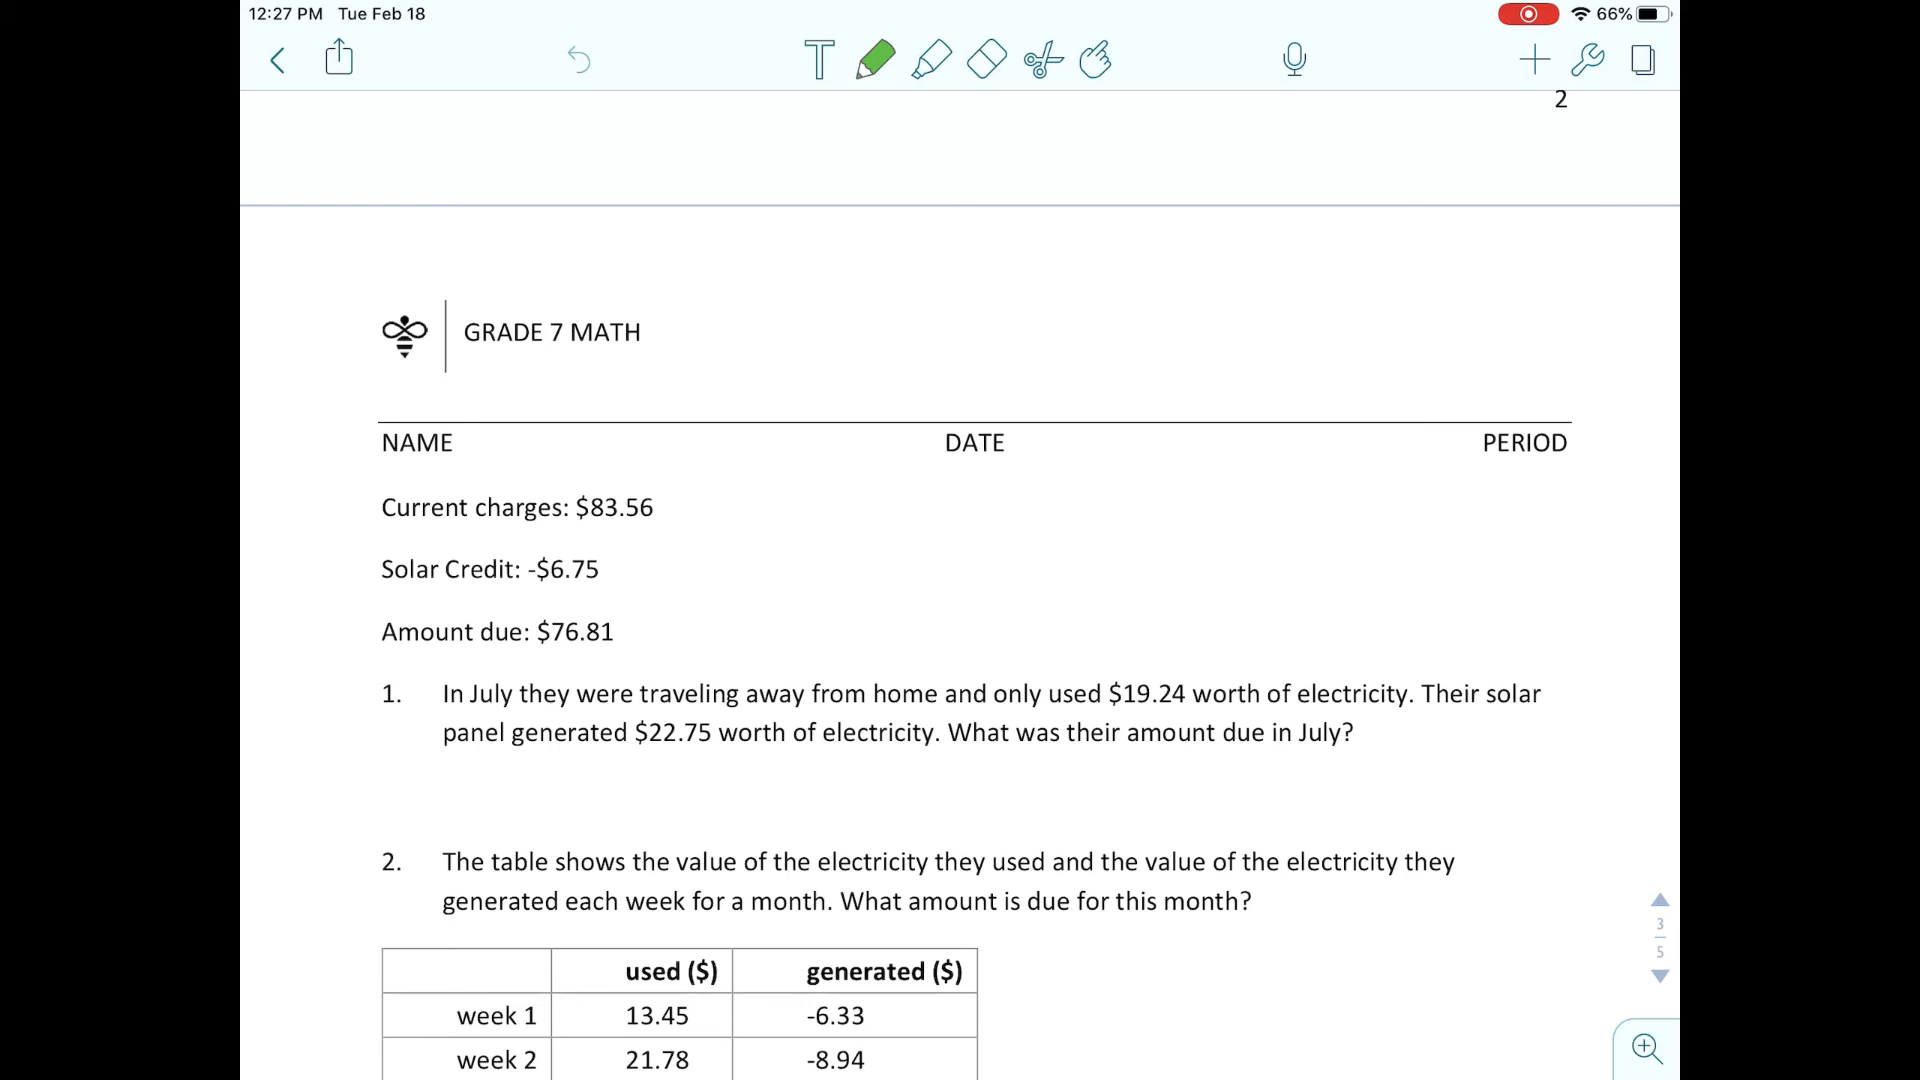 12:27 PM Tue Feb 18
66%
T
2
GRADE 7 MATH
NAME DATE PERIOD
Current charges: $83.56
Solar Credit: -$6.75
Amount due: $76.81
1. In July they were traveling away from home and only used $19.24 worth of electricity. Their solar
panel generated $22.75 worth of electricity. What was their amount due in July?
2. The table shows the value of the electricity they used and the value of the electricity they
generated each week for a month. What amount is due for this month?
used ($) generated ($)
week 1 13.45 -6.33
week 2 21.78 -8.94
3
5